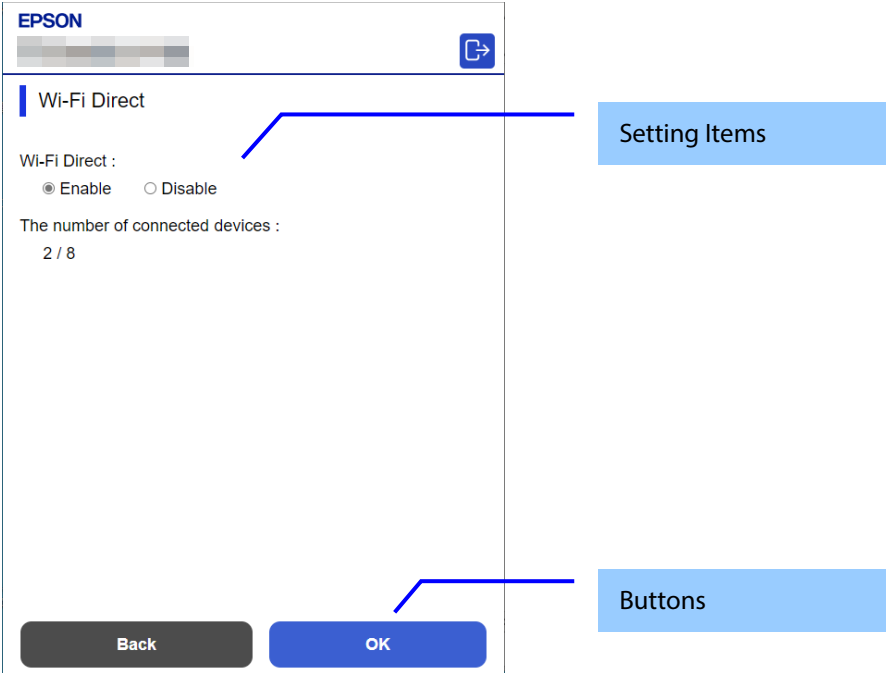 EPSON
Wi-Fi Direct
Setting Items
Wi-Fi Direct :
Enable Disable
The number of connected devices :
2 / 8
Buttons
Back OK